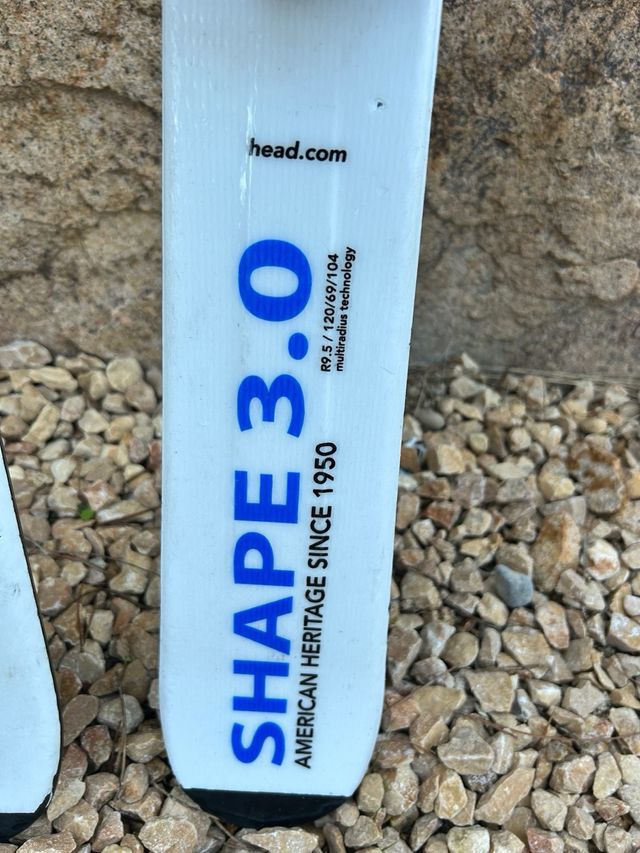 head.com
SHAPE 3.0
R9.5 / 120/69/104
multiradius technology
AMERICAN HERITAGE SINCE 1950